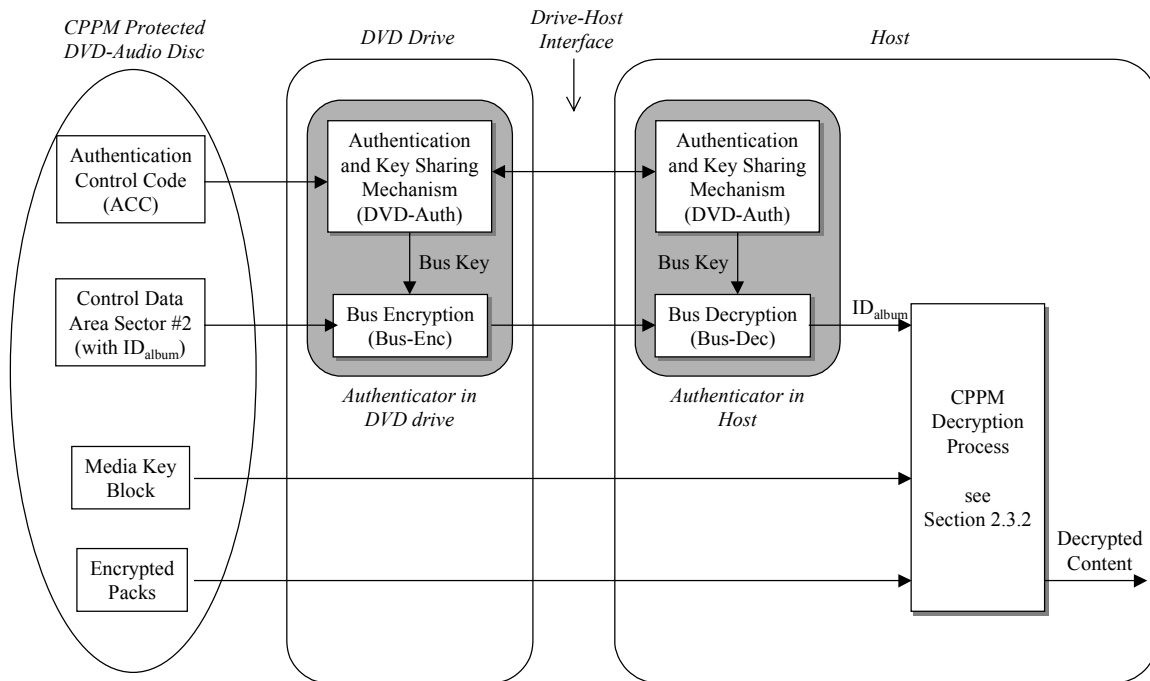 CPPM Protected
DVD-Audio Disc
DVD Drive
Drive-Host
Interface
Host
Authentication
Control Code
(ACC)
Authentication
and Key Sharing
Mechanism
(DVD-Auth)
Authentication
and Key Sharing
Mechanism
(DVD-Auth)
Bus Key
Bus Key
Control Data
Area Sector #2
(with IDalbum)
Bus Encryption
(Bus-Enc)
Bus Decryption
(Bus-Dec)
IDalbum
Authenticator in
DVD drive
Authenticator in
Host
CPPM
Decryption
Process
see
Section 2.3.2
Media Key
Block
Encrypted
Packs
Decrypted
Content